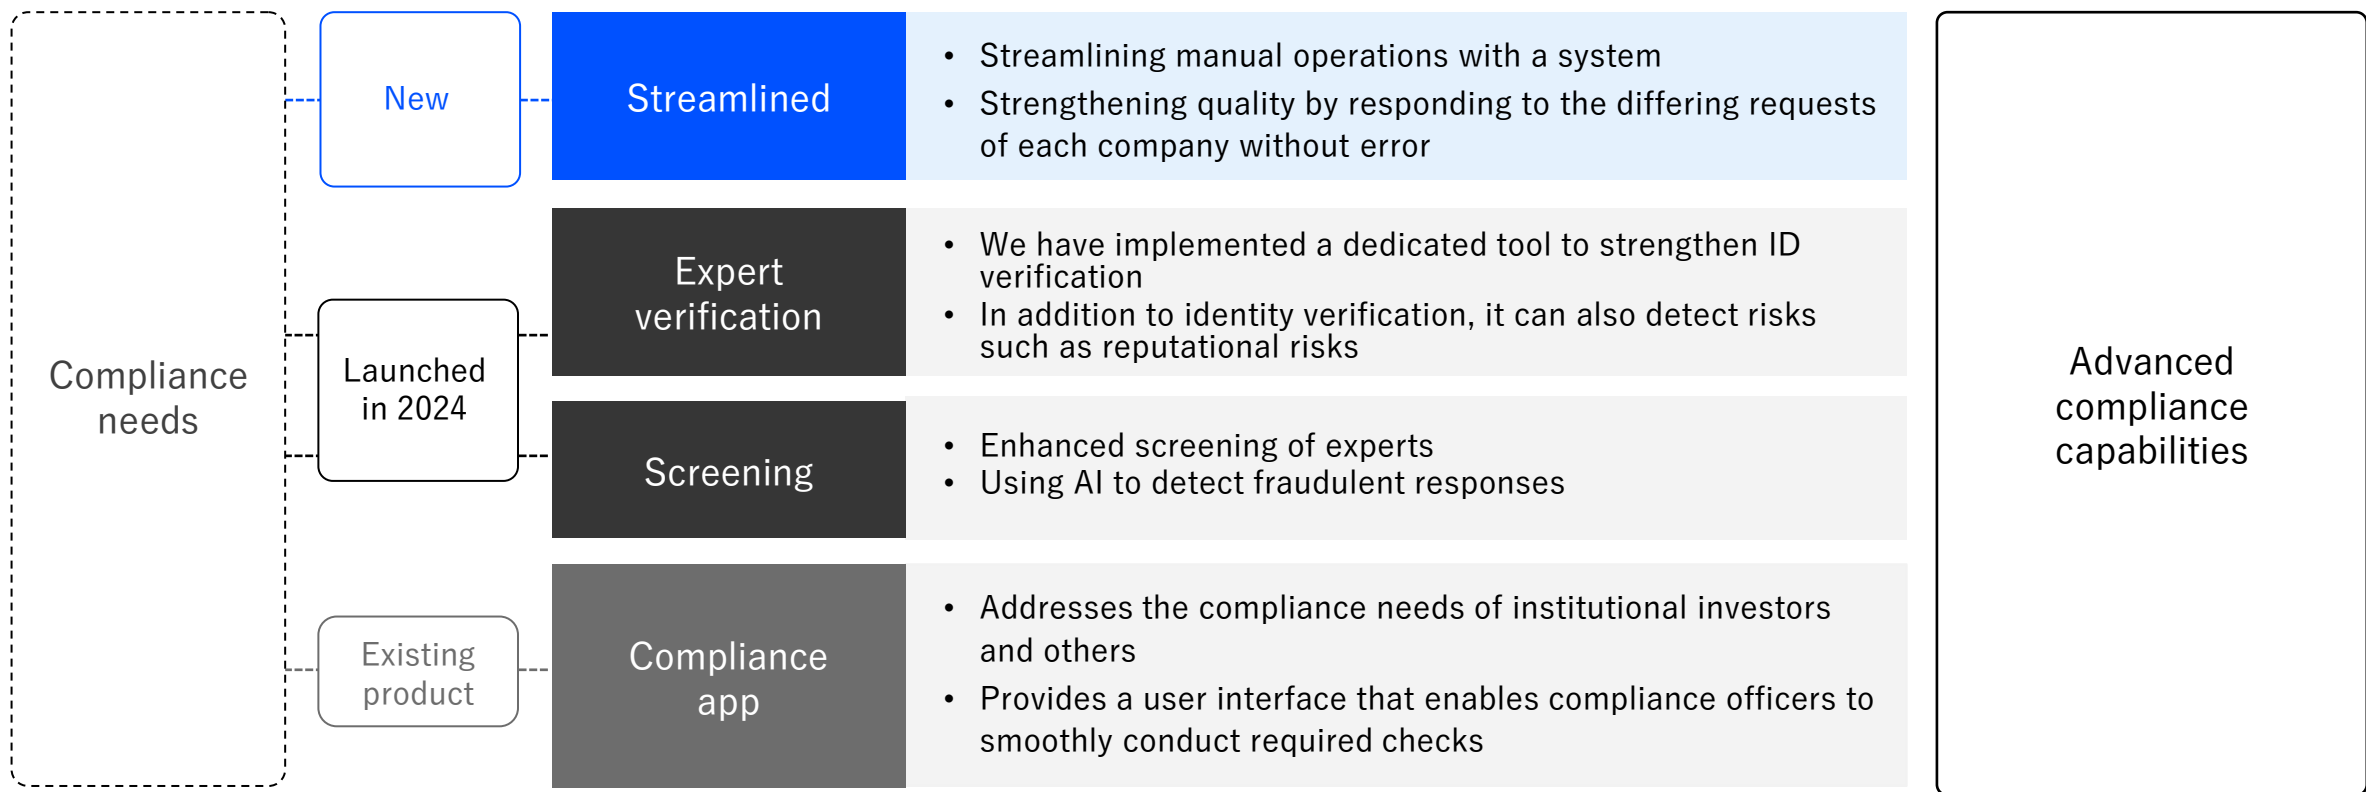 Compliance
needs
New
Streamlined
• Streamlining manual operations with a system
• Strengthening quality by responding to the differing requests
of each company without error
Launched
in 2024
Expert
verification
• We have implemented a dedicated tool to strengthen ID
verification
• In addition to identity verification, it can also detect risks
such as reputational risks
Screening
• Enhanced screening of experts
• Using AI to detect fraudulent responses
Existing
product
Compliance
app
• Addresses the compliance needs of institutional investors
and others
• Provides a user interface that enables compliance officers to
smoothly conduct required checks
Advanced
compliance
capabilities